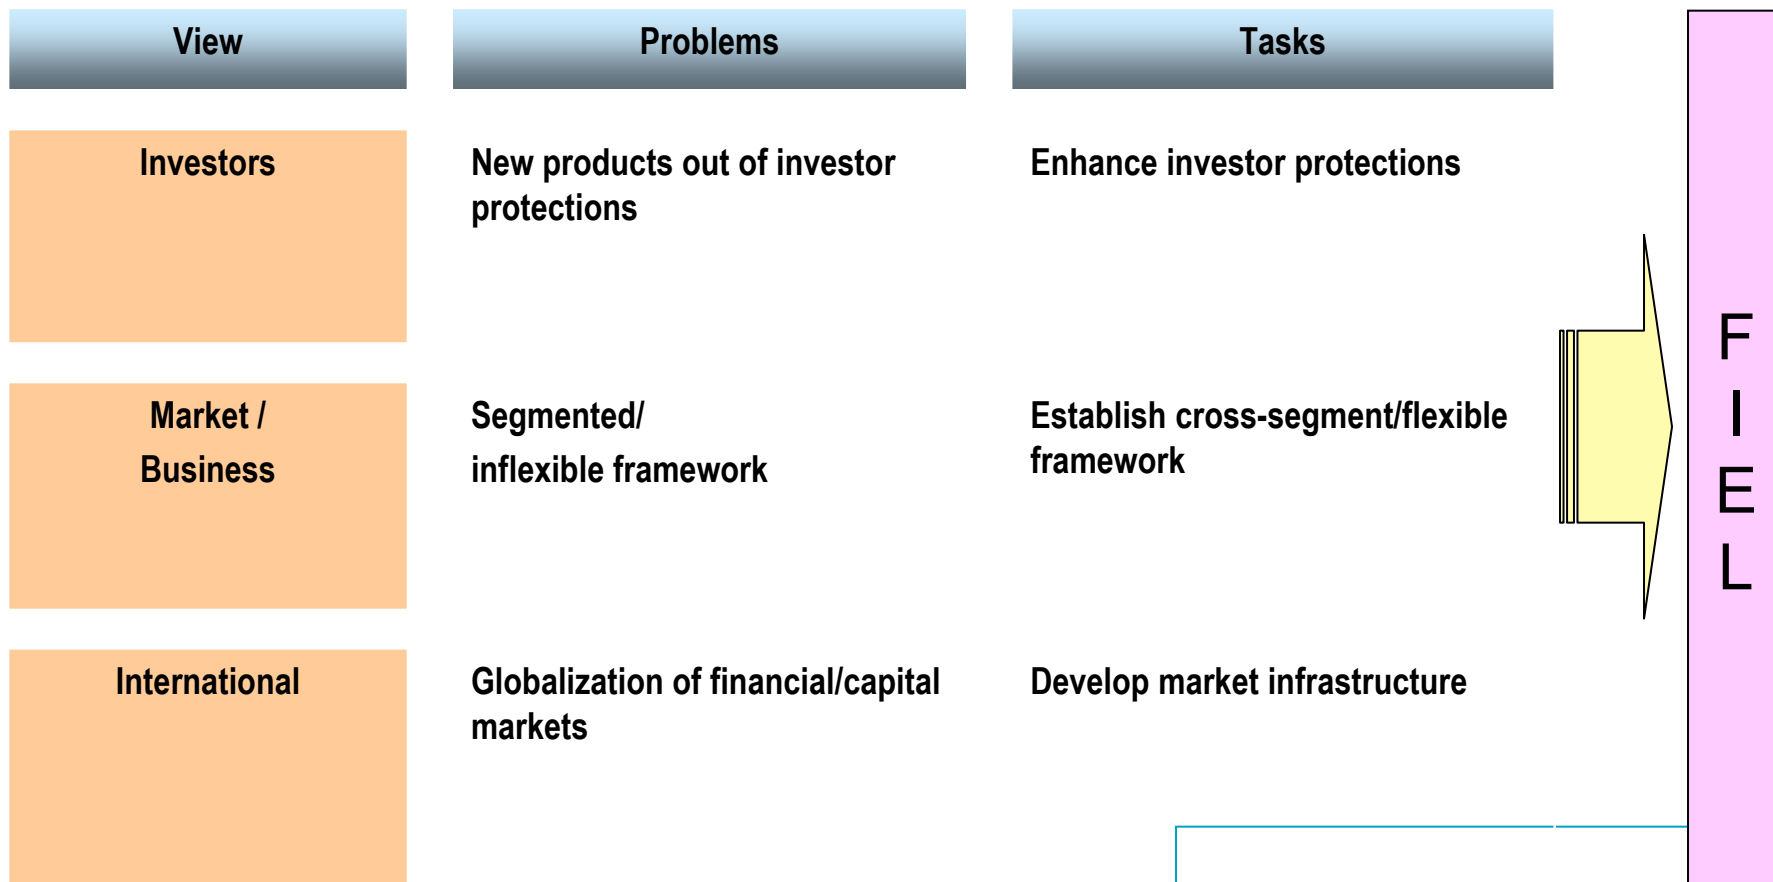 View
Problems
Tasks
Investors
New products out of investor
protections
Enhance investor protections
Market /
Business
Segmented/
inflexible framework
Establish cross-segment/flexible
framework
International
Globalization of financial/capital
markets
Develop market infrastructure
F
I
E
L